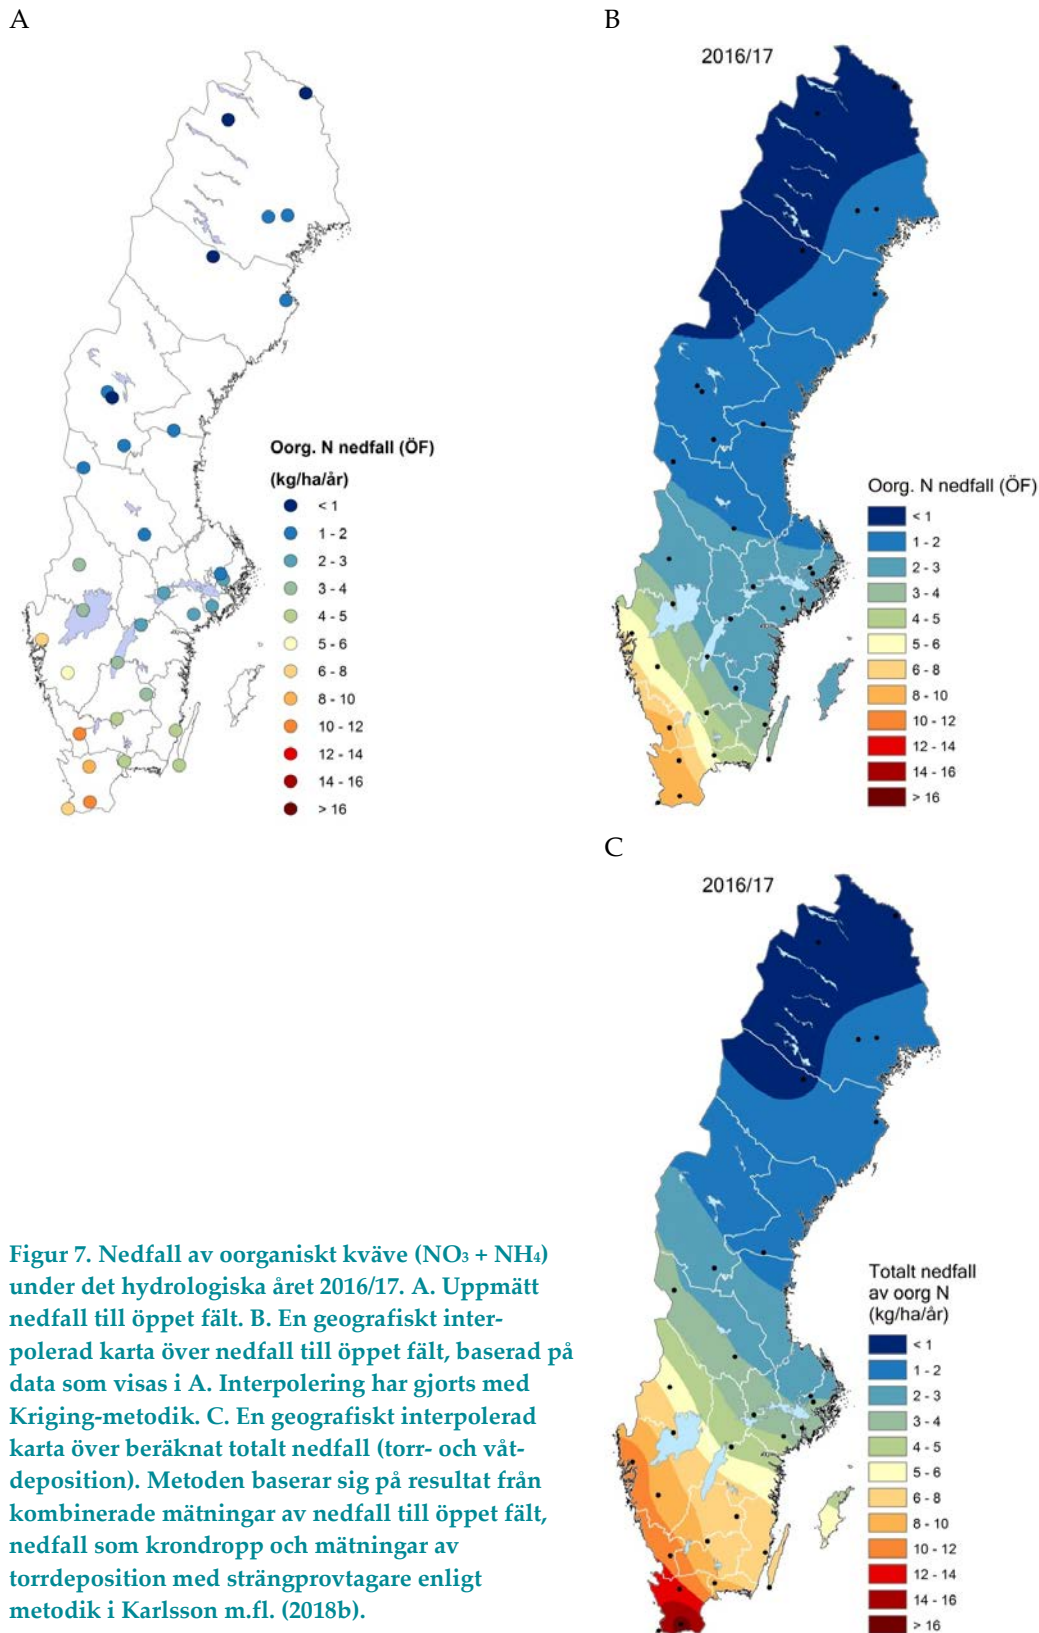 A
Oorg. N nedfall (ÖF)
(kg/ha/år)
< 1
1 - 2
2 - 3
3 - 4
4 - 5
5 - 6
6 - 8
8 - 10
10 - 12
12 - 14
14 - 16
> 16
B
2016/17
Oorg. N nedfall (ÖF)
< 1
1 - 2
2 - 3
3 - 4
4 - 5
5 - 6
6 - 8
8 - 10
10 - 12
12 - 14
14 - 16
> 16
C
2016/17
Totalt nedfall
av oorg N
(kg/ha/år)
< 1
1 - 2
2 - 3
3 - 4
4 - 5
5 - 6
6 - 8
8 - 10
10 - 12
12 - 14
14 - 16
> 16
Figur 7. Nedfall av oorganiskt kväve (NO₃ + NH₄)
under det hydrologiska året 2016/17. A. Uppmätt
nedfall till öppet fält. B. En geografiskt inter-
polerad karta över nedfall till öppet fält, baserad på
data som visas i A. Interpolering har gjorts med
Kriging-metodik. C. En geografiskt interpolerad
karta över beräknat totalt nedfall (torr- och våt-
deposition). Metoden baserar sig på resultat från
kombinerade mätningar av nedfall till öppet fält,
nedfall som krondropp och mätningar av
torrdeposition med strängprovtagare enligt
metodik i Karlsson m.fl. (2018b).